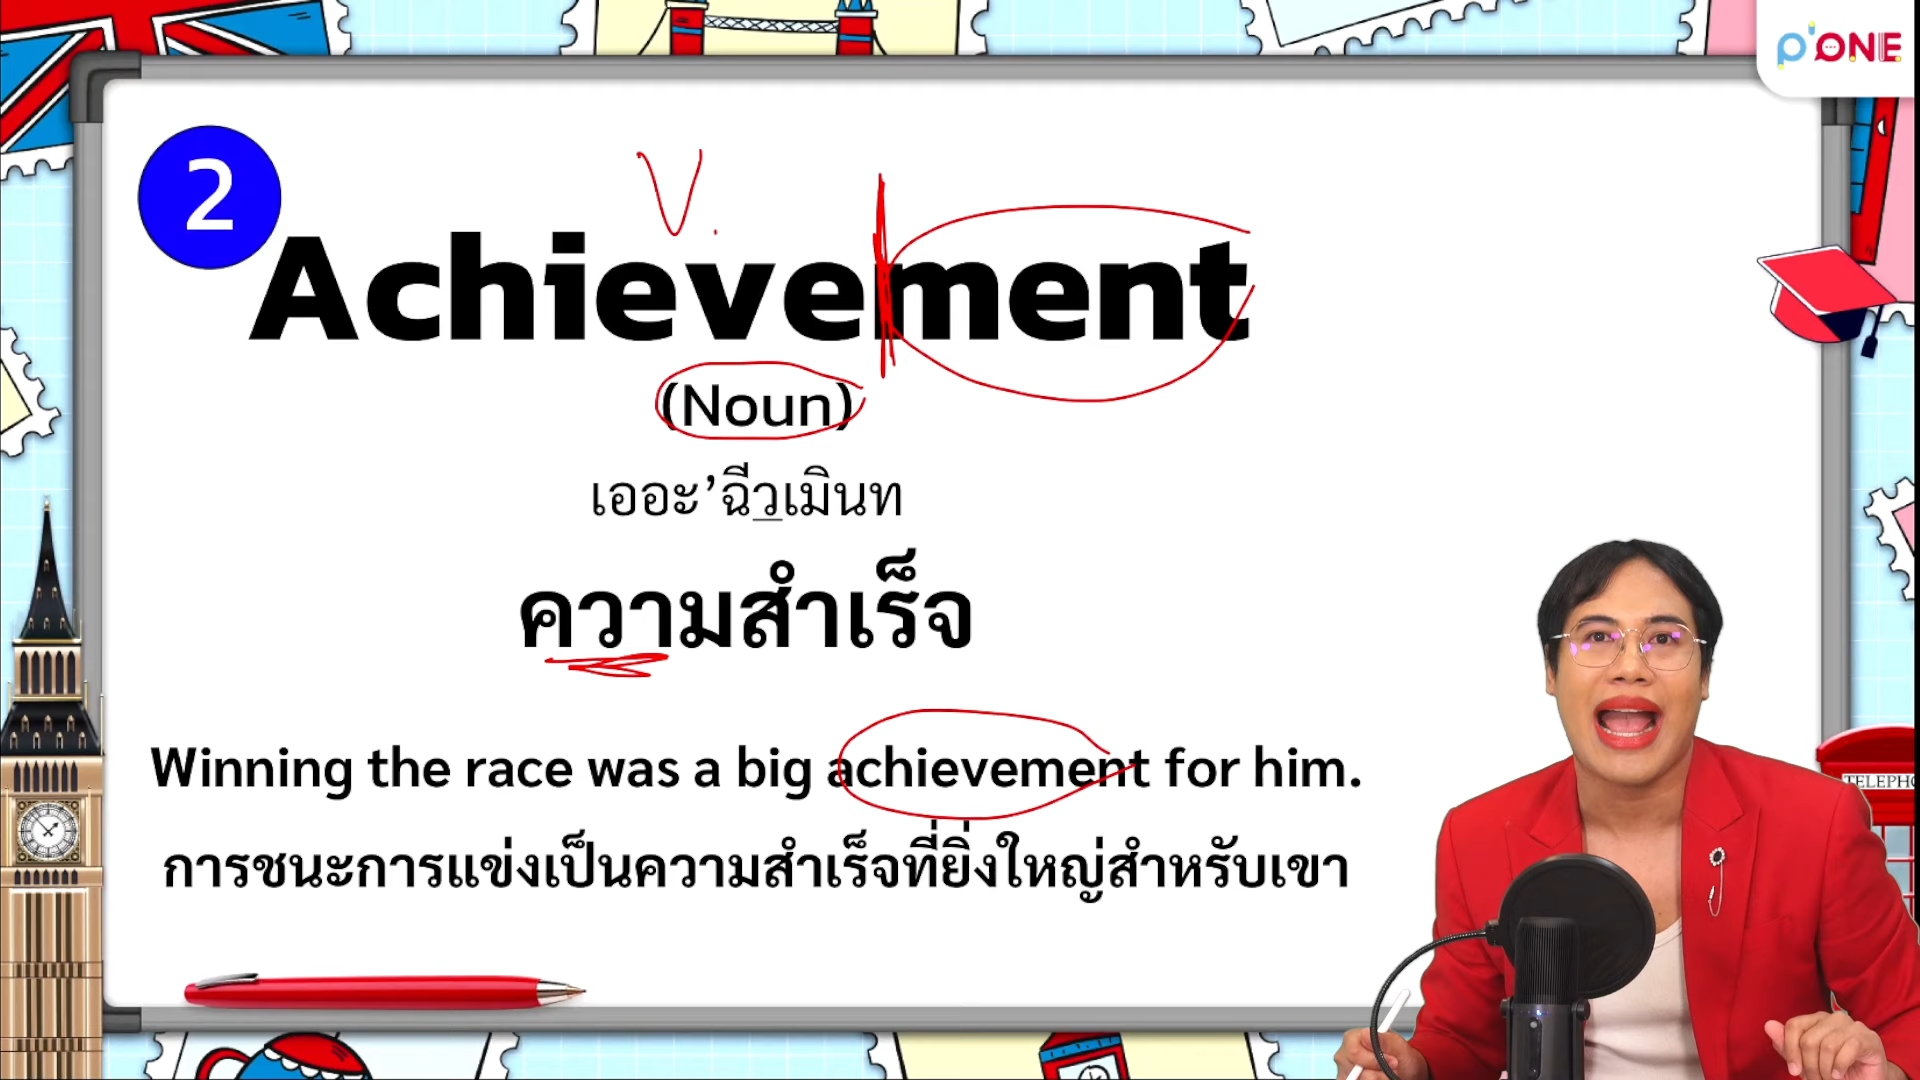 P'ONE
2
V.
Achievement
(Noun)
เออะ’ฉีวเมินท
ความสำเร็จ
Winning the race was a big achievement for him.
การชนะการแข่งเป็นความสำเร็จที่ยิ่งใหญ่สำหรับเขา
TELEPHO